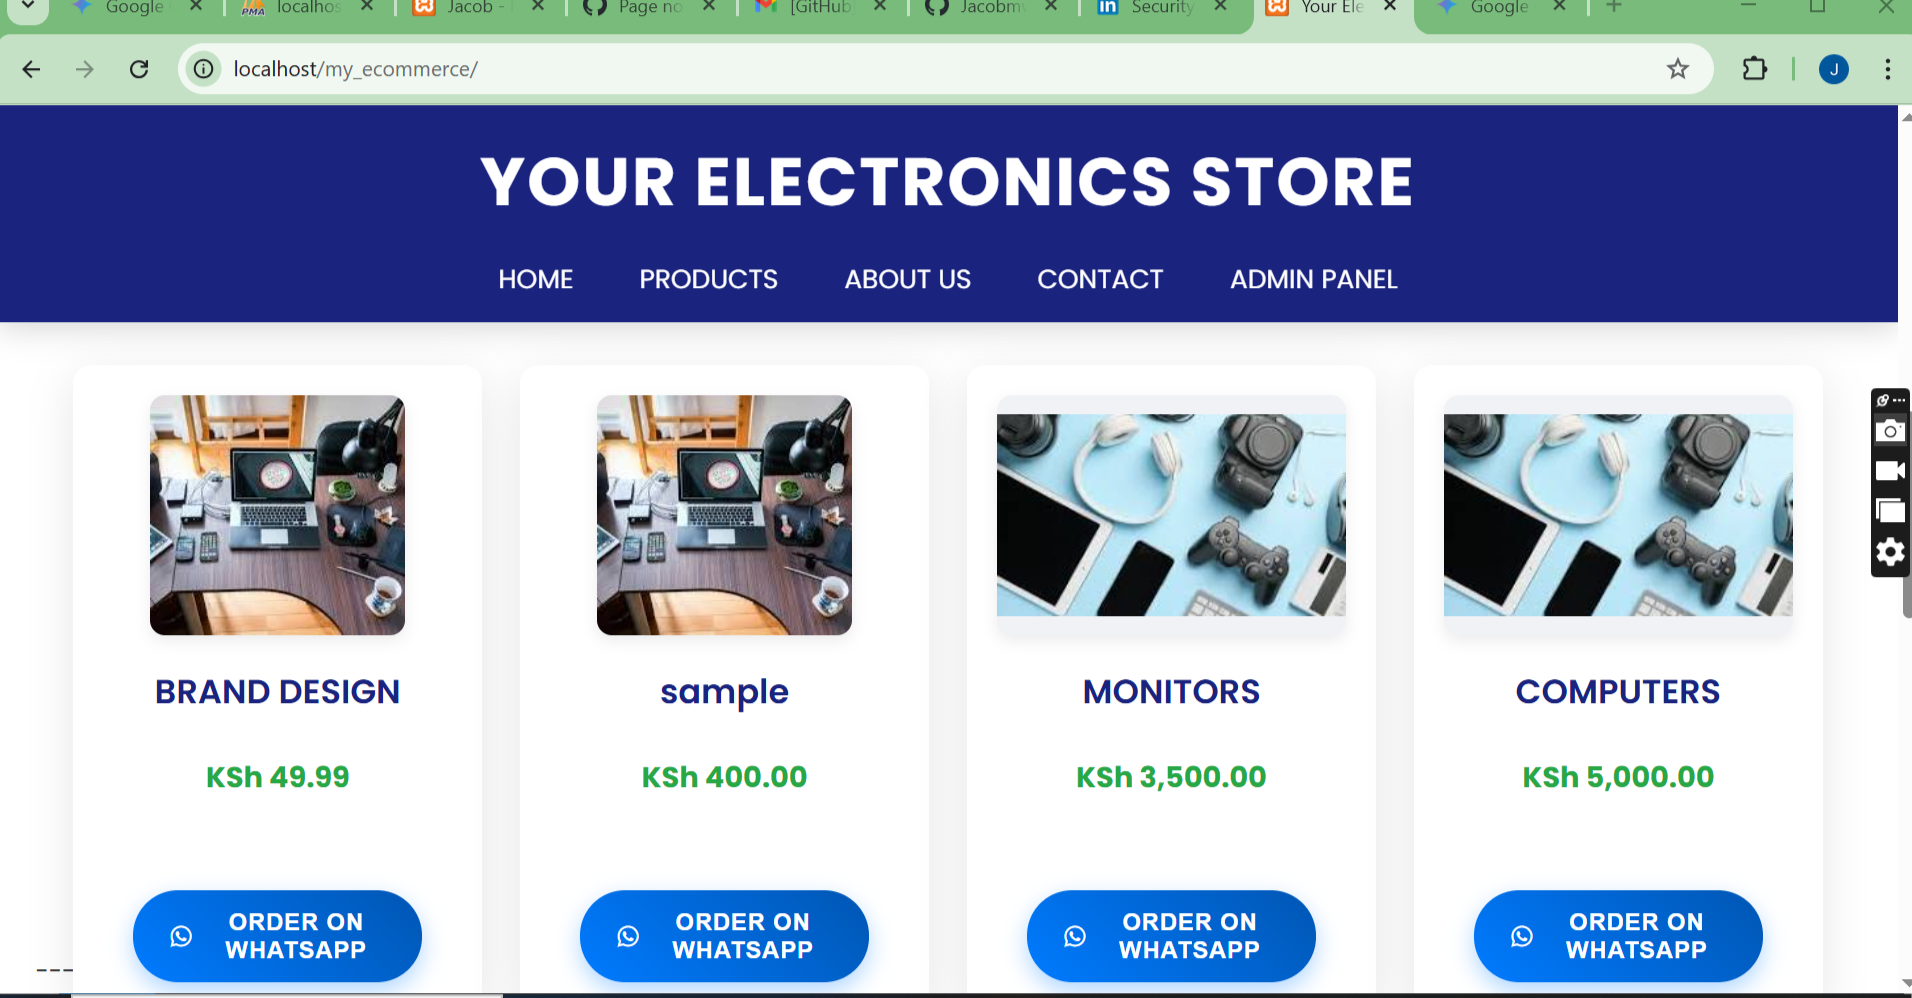 Google
localhos
Jacob -
Page no
[GitHub
Jacobmv
Security
Your Ele
Google
localhost/my_ecommerce/
J
YOUR ELECTRONICS STORE
HOME PRODUCTS ABOUT US CONTACT ADMIN PANEL
BRAND DESIGN
sample
MONITORS
COMPUTERS
KSh 49.99
KSh 400.00
KSh 3,500.00
KSh 5,000.00
ORDER ON
WHATSAPP
ORDER ON
WHATSAPP
ORDER ON
WHATSAPP
ORDER ON
WHATSAPP
---